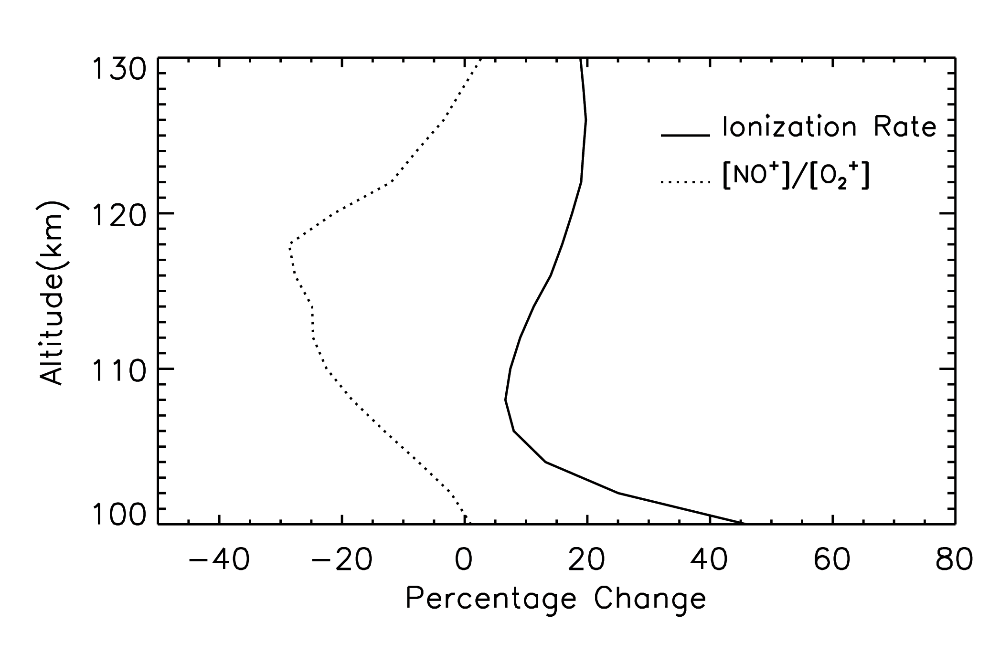 130
120
110
100
Altitude(km)
Ionization Rate
[NO⁺]/[O₂⁺]
−40 −20 0 20 40 60 80
Percentage Change